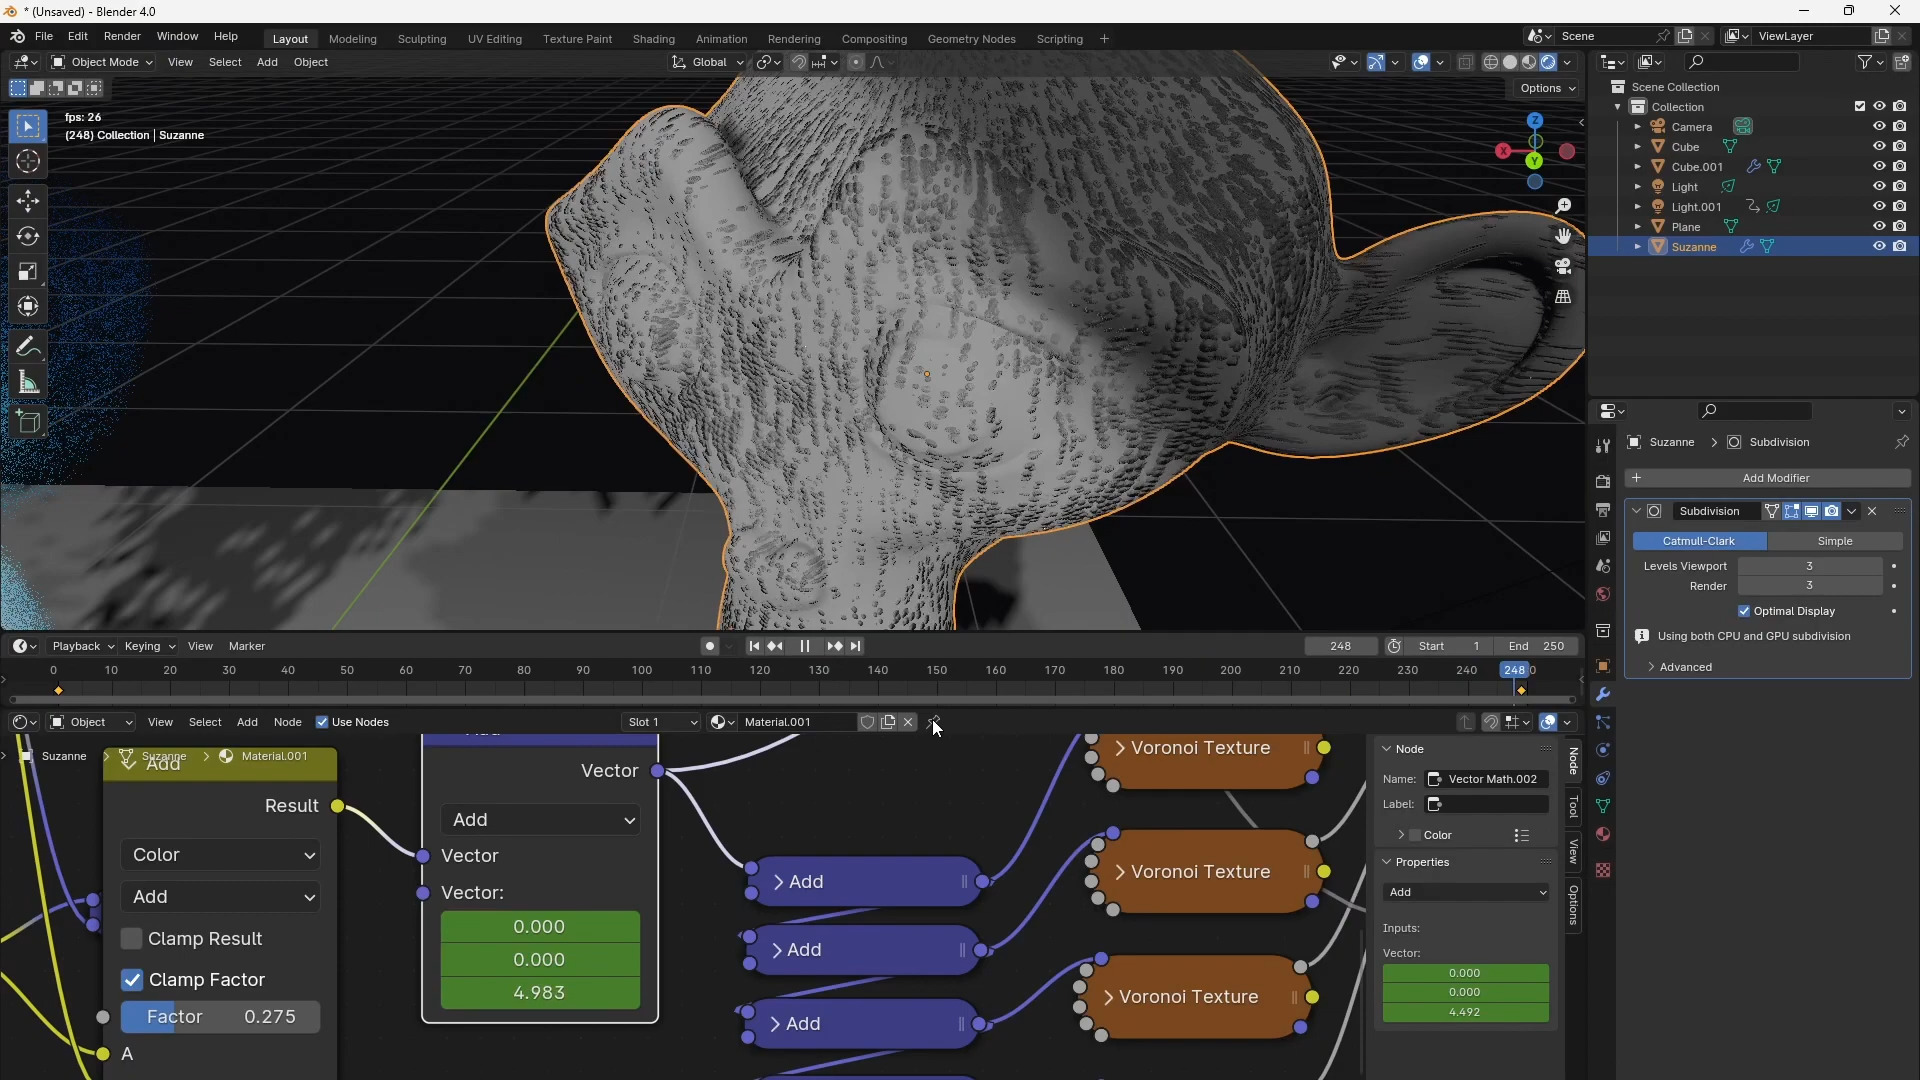 * (Unsaved) - Blender 4.0
File Edit Render Window Help Layout Modeling Sculpting UV Editing Texture Paint Shading Animation Rendering Compositing Geometry Nodes Scripting + Scene ViewLayer
Object Mode View Select Add Object Global
Options
fps: 26
(248) Collection | Suzanne
Z
X
Y
Scene Collection
Collection
Camera
Cube
Cube.001
Light
Light.001
Plane
Suzanne
Suzanne > Subdivision
+ Add Modifier
Subdivision
Catmull-Clark Simple
Levels Viewport 3
Render 3
Optimal Display
Using both CPU and GPU subdivision
Advanced
Playback Keying View Marker 248 Start 1 End 250
0 10 20 30 40 50 60 70 80 90 100 110 120 130 140 150 160 170 180 190 200 210 220 230 240 248
Object View Select Add Node Use Nodes Slot 1 Material.001
Suzanne > Suzanne > Material.001
Add
Result
Color
Add
Clamp Result
Clamp Factor
Factor 0.275
A
Vector
Add
Vector
Vector:
0.000
0.000
4.983
Add
Add
Add
Voronoi Texture
Voronoi Texture
Voronoi Texture
Node
Name: Vector Math.002
Label:
Color
Properties
Add
Inputs:
Vector:
0.000
0.000
4.492
Node
Tool
View
Options